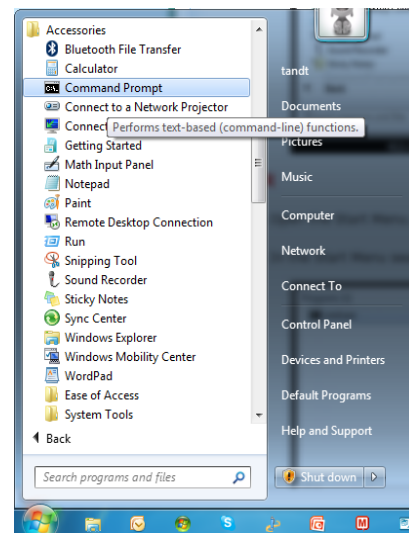 Accessories
Bluetooth File Transfer
Calculator
Command Prompt
Connect to a Network Projector
Connect
Performs text-based (command-line) functions.
Getting Started
Math Input Panel
Notepad
Paint
Remote Desktop Connection
Run
Snipping Tool
Sound Recorder
Sticky Notes
Sync Center
Windows Explorer
Windows Mobility Center
WordPad
Ease of Access
System Tools
Back
Search programs and files
tandt
Documents
Pictures
Music
Computer
Network
Connect To
Control Panel
Devices and Printers
Default Programs
Help and Support
Shut down